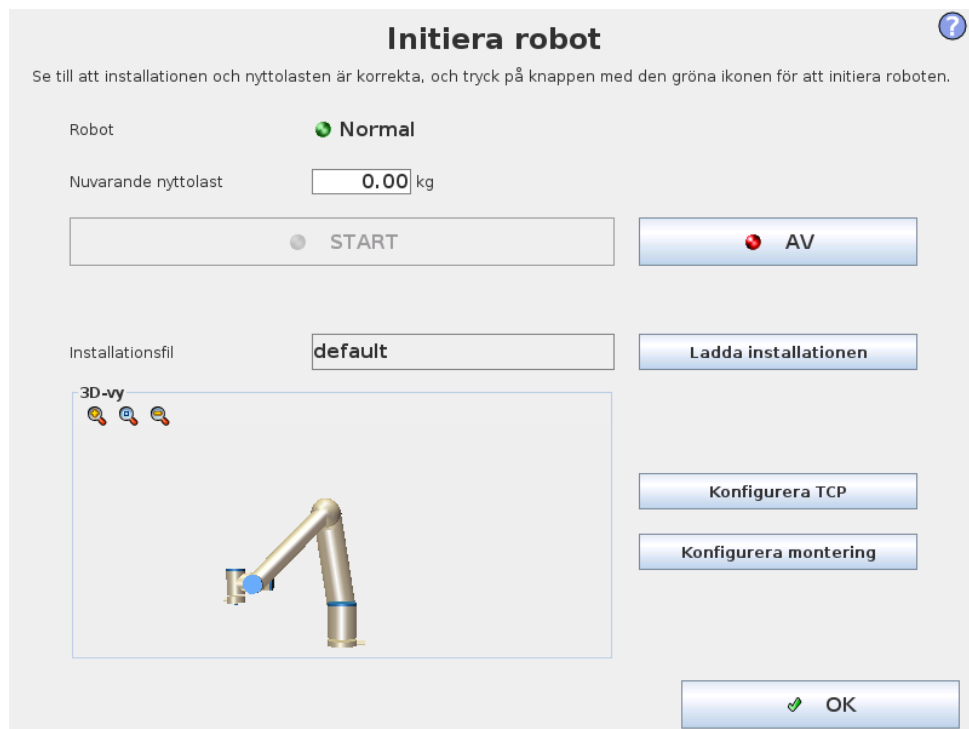 Initiera robot
?
Se till att installationen och nyttolasten är korrekta, och tryck på knappen med den gröna ikonen för att initiera roboten.
Robot
Normal
Nuvarande nyttolast
0.00 kg
START
AV
Installationsfil
default
Ladda installationen
3D-vy
Konfigurera TCP
Konfigurera montering
OK